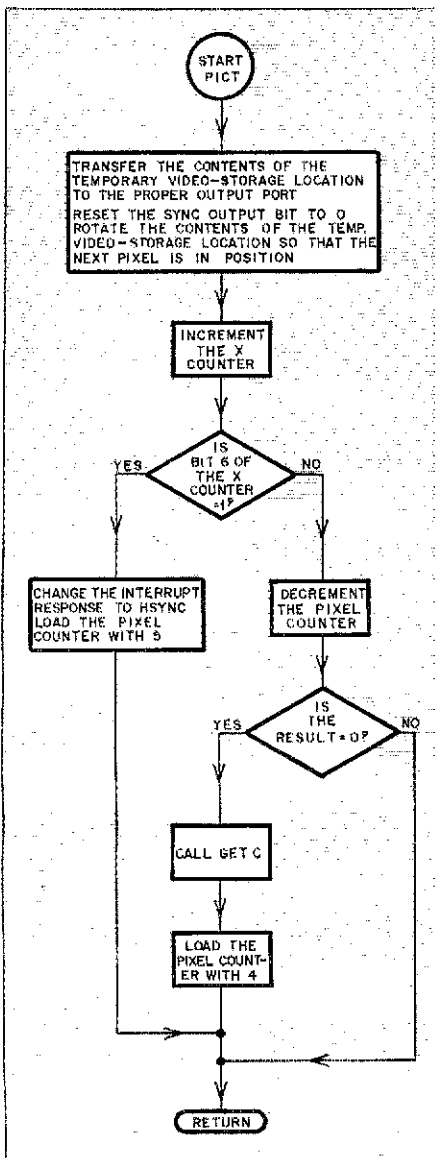 START
PICT
TRANSFER THE CONTENTS OF THE
TEMPORARY VIDEO-STORAGE LOCATION
TO THE PROPER OUTPUT PORT
RESET THE SYNC OUTPUT BIT TO 0
ROTATE THE CONTENTS OF THE TEMP.
VIDEO-STORAGE LOCATION SO THAT THE
NEXT PIXEL IS IN POSITION
INCREMENT
THE X
COUNTER
IS
BIT 6 OF
THE X
COUNTER
=1?
YES
NO
CHANGE THE INTERRUPT
RESPONSE TO HSYNC
LOAD THE PIXEL
COUNTER WITH 5
DECREMENT
THE PIXEL
COUNTER
IS
THE
RESULT=0?
YES
NO
CALL GET C
LOAD THE
PIXEL COUNT-
ER WITH 4
RETURN